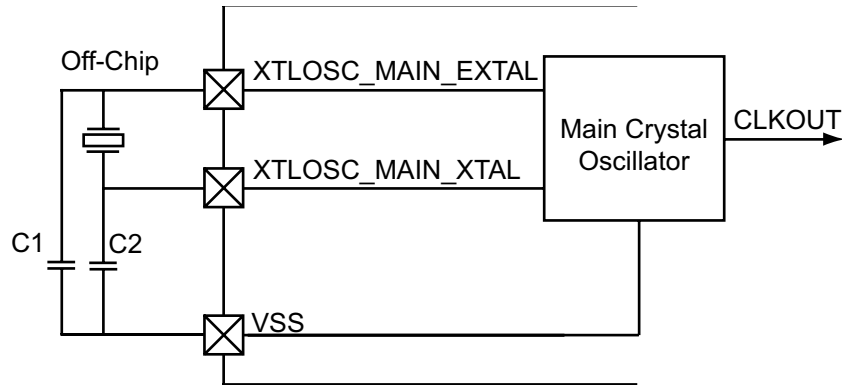 Off-Chip
XTLOSC_MAIN_EXTAL
Main Crystal
Oscillator
CLKOUT
XTLOSC_MAIN_XTAL
C1
C2
VSS